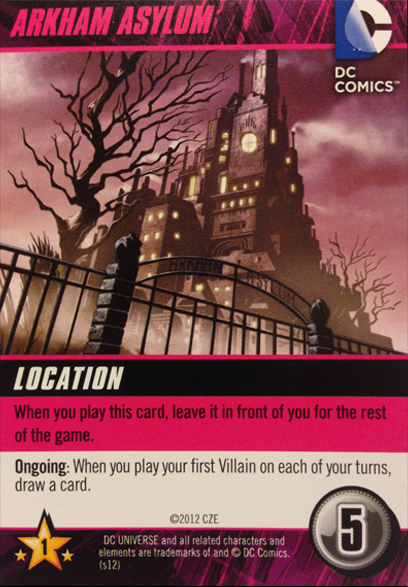 ARKHAM ASYLUM
DC
COMICS™
ARKHAM ASYLUM
LOCATION
When you play this card, leave it in front of you for the rest
of the game.
Ongoing: When you play your first Villain on each of your turns,
draw a card.
©2012 CZE
1
DC UNIVERSE and all related characters and
elements are trademarks of and © DC Comics.
(s12)
5